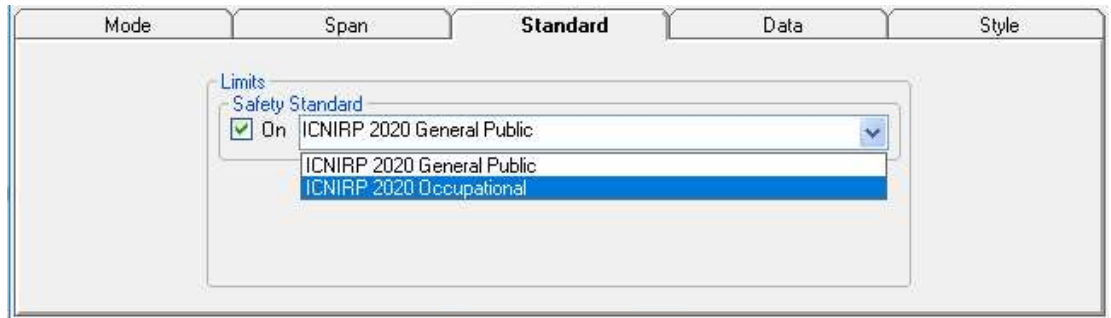 Mode Span Standard Data Style
Limits
Safety Standard
On ICNIRP 2020 General Public
ICNIRP 2020 General Public
ICNIRP 2020 Occupational